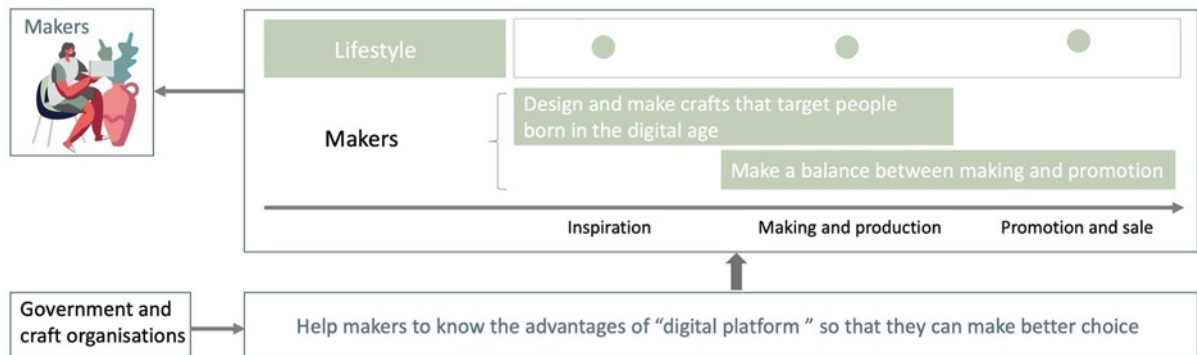 Makers
Lifestyle
Design and make crafts that target people
born in the digital age
Makers
Make a balance between making and promotion
Inspiration
Making and production
Promotion and sale
Government and
craft organisations
Help makers to know the advantages of “digital platform ” so that they can make better choice